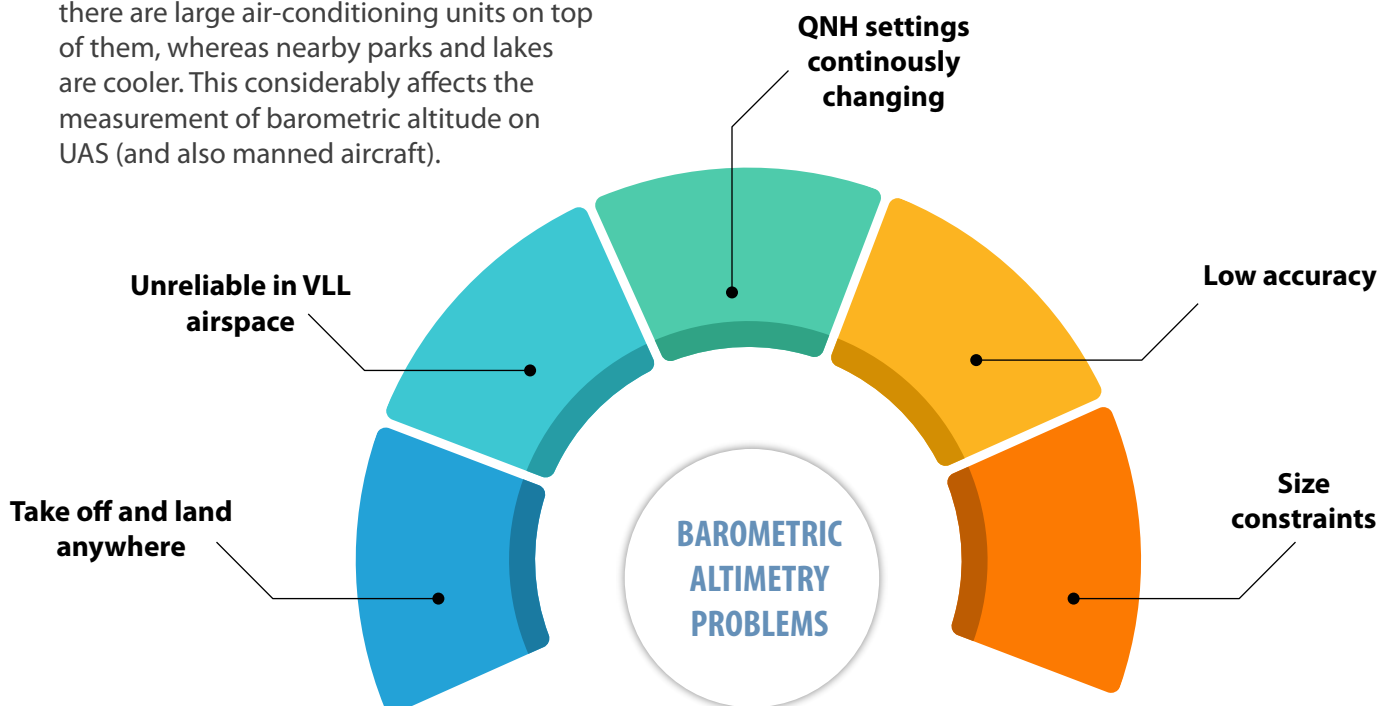 there are large air-conditioning units on top
of them, whereas nearby parks and lakes
are cooler. This considerably affects the
measurement of barometric altitude on
UAS (and also manned aircraft).
QNH settings
continously
changing
Unreliable in VLL
airspace
Low accuracy
Take off and land
anywhere
Size
constraints
BAROMETRIC
ALTIMETRY
PROBLEMS